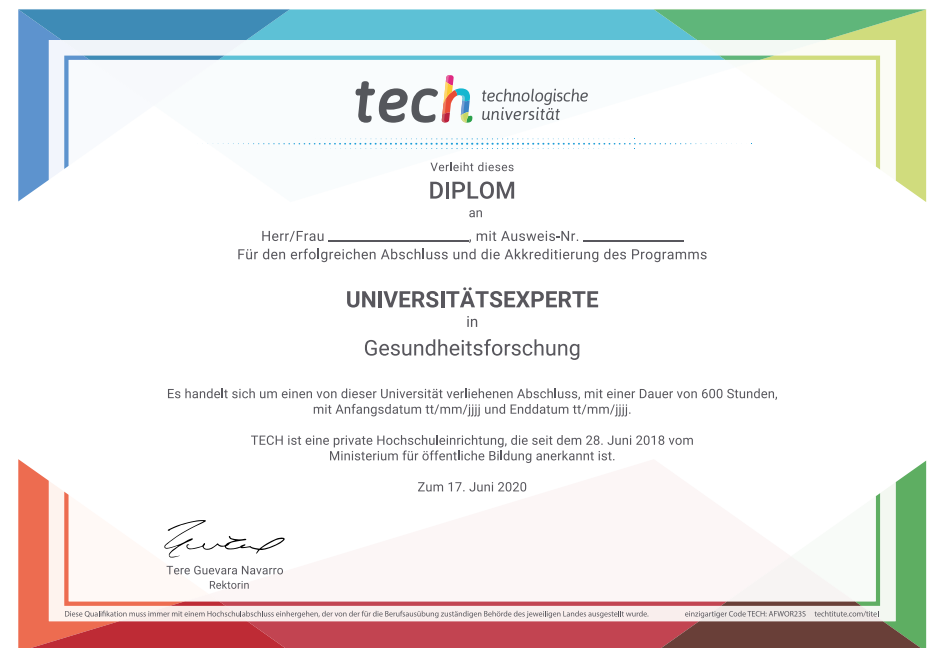 tech technologische
universität
Verleiht dieses
DIPLOM
an
Herr/Frau _________________, mit Ausweis-Nr. ____________
Für den erfolgreichen Abschluss und die Akkreditierung des Programms
UNIVERSITÄTSEXPERTE
in
Gesundheitsforschung
Es handelt sich um einen von dieser Universität verliehenen Abschluss, mit einer Dauer von 600 Stunden,
mit Anfangsdatum tt/mm/jjjj und Enddatum tt/mm/jjjj.
TECH ist eine private Hochschuleinrichtung, die seit dem 28. Juni 2018 vom
Ministerium für öffentliche Bildung anerkannt ist.
Zum 17. Juni 2020
Tere Guevara Navarro
Rektorin
Diese Qualifikation muss immer mit einem Hochschulabschluss einhergehen, der von der für die Berufsausübung zuständigen Behörde des jeweiligen Landes ausgestellt wurde. einzigartiger Code TECH: AFWOR23S techtitute.com/titel